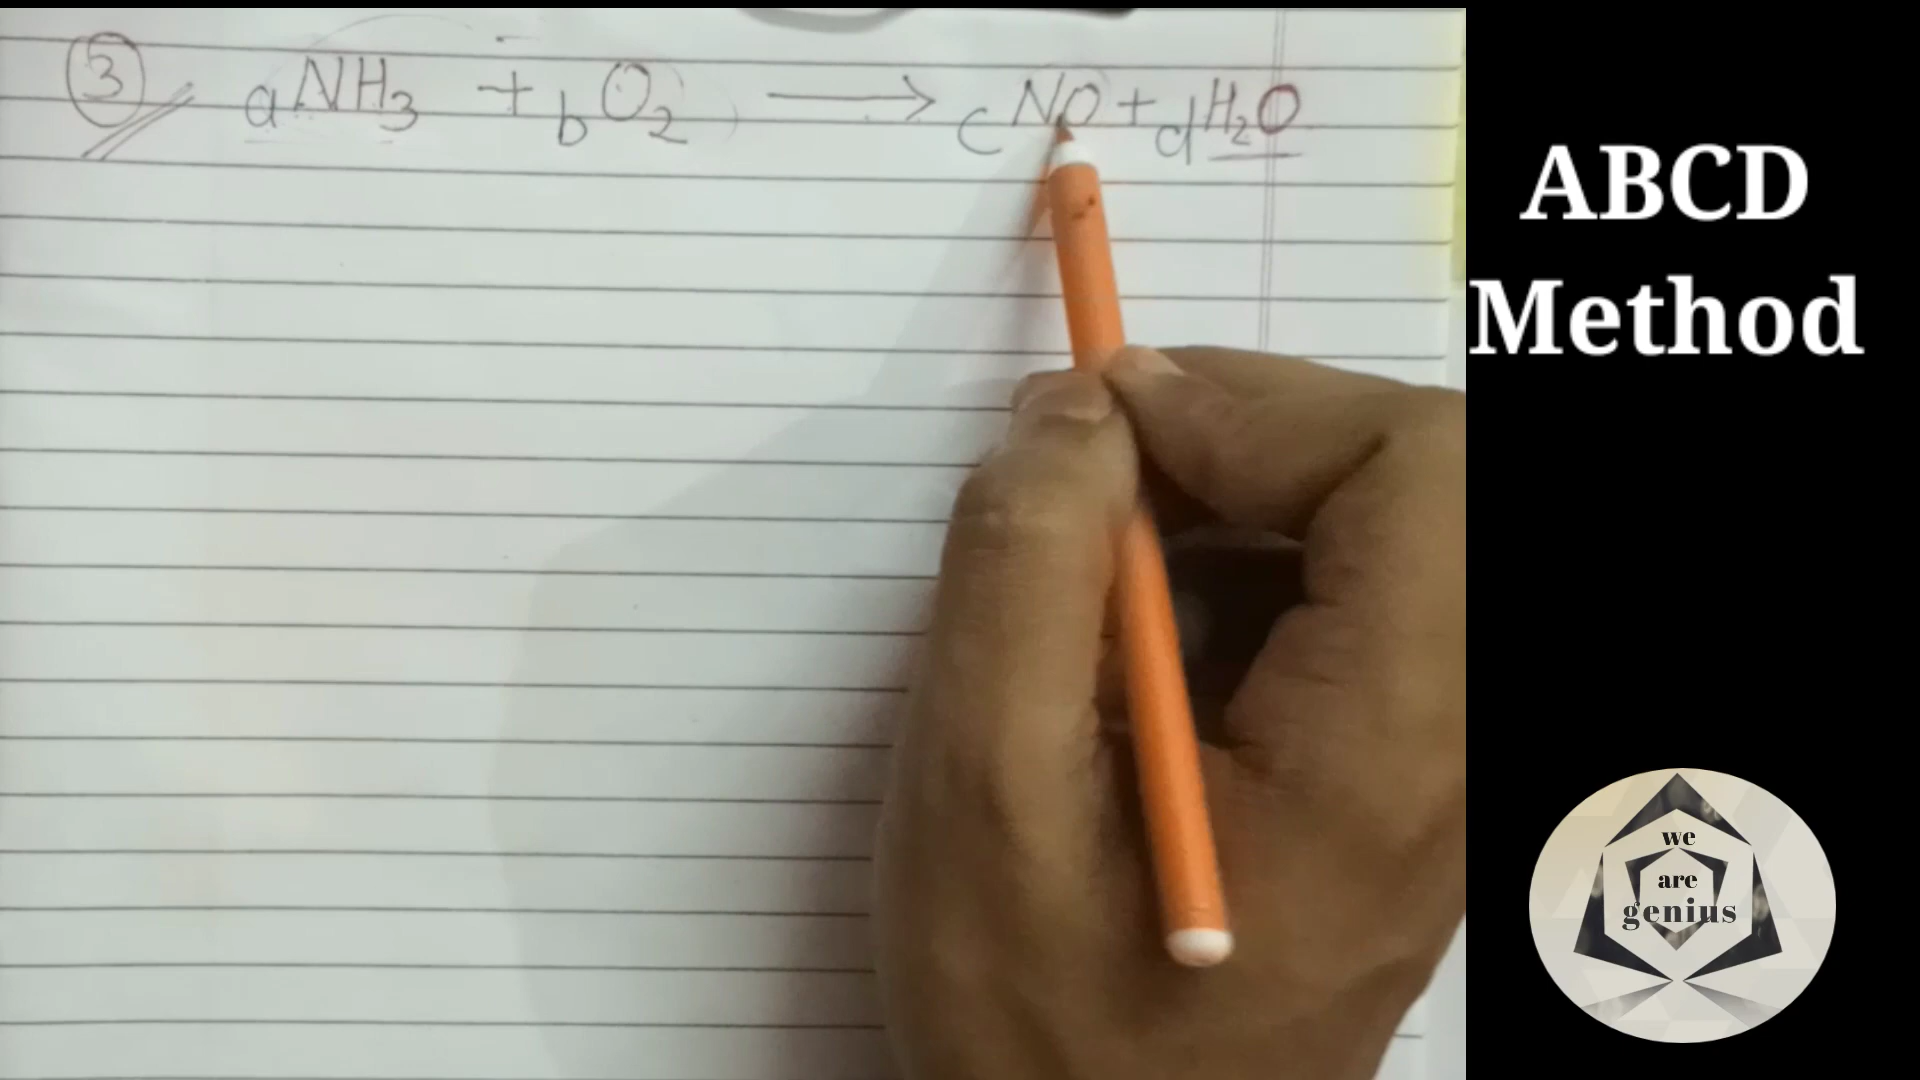 3 aNH3 + bO2 → cNO + dH2O
ABCD
Method
we
are
genius